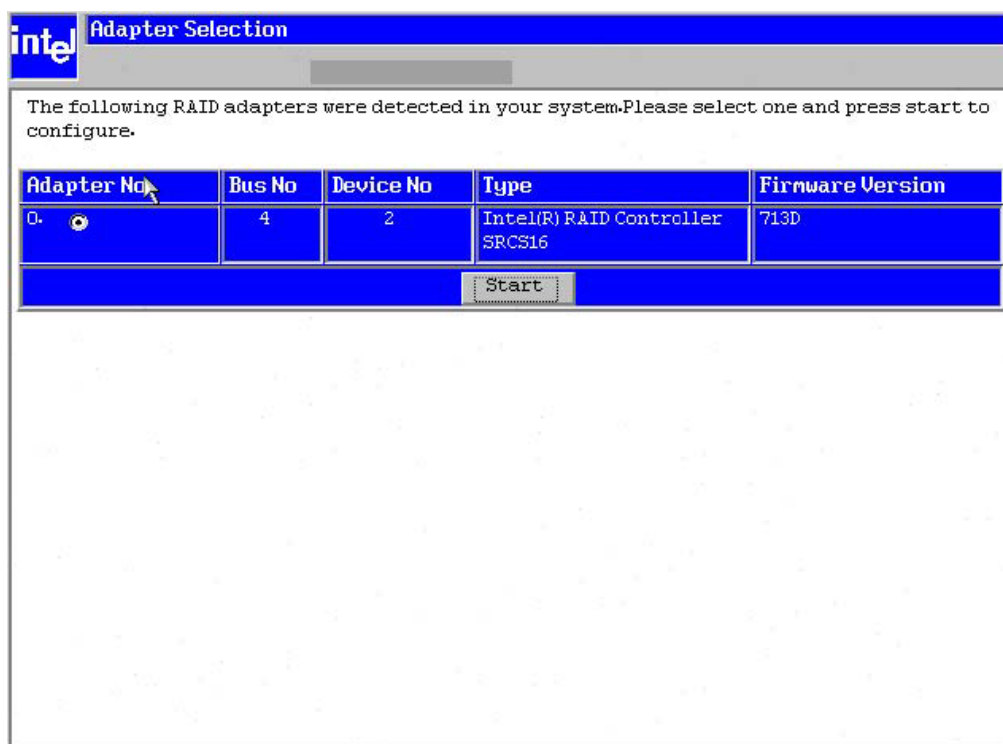 intel
Adapter Selection
The following RAID adapters were detected in your system.Please select one and press start to
configure.
Adapter No. Bus No Device No Type Firmware Version
0. 4 2 Intel(R) RAID Controller 713D
SRCS16
Start